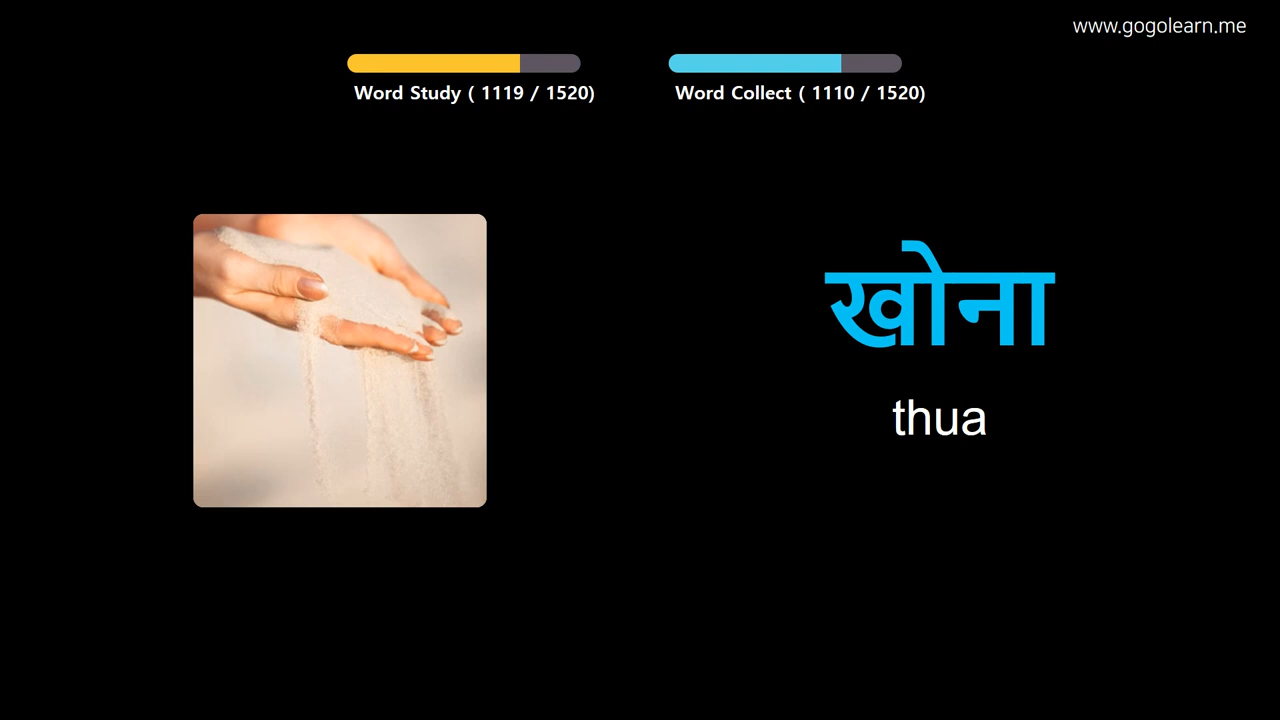 www.gogolearn.me
Word Study ( 1119 / 1520)
Word Collect ( 1110 / 1520)
खोना
thua